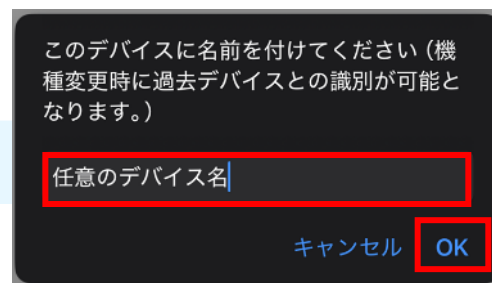 このデバイスに名前を付けてください（機
種変更時に過去デバイスとの識別が可能と
なります。）
任意のデバイス名
キャンセル OK